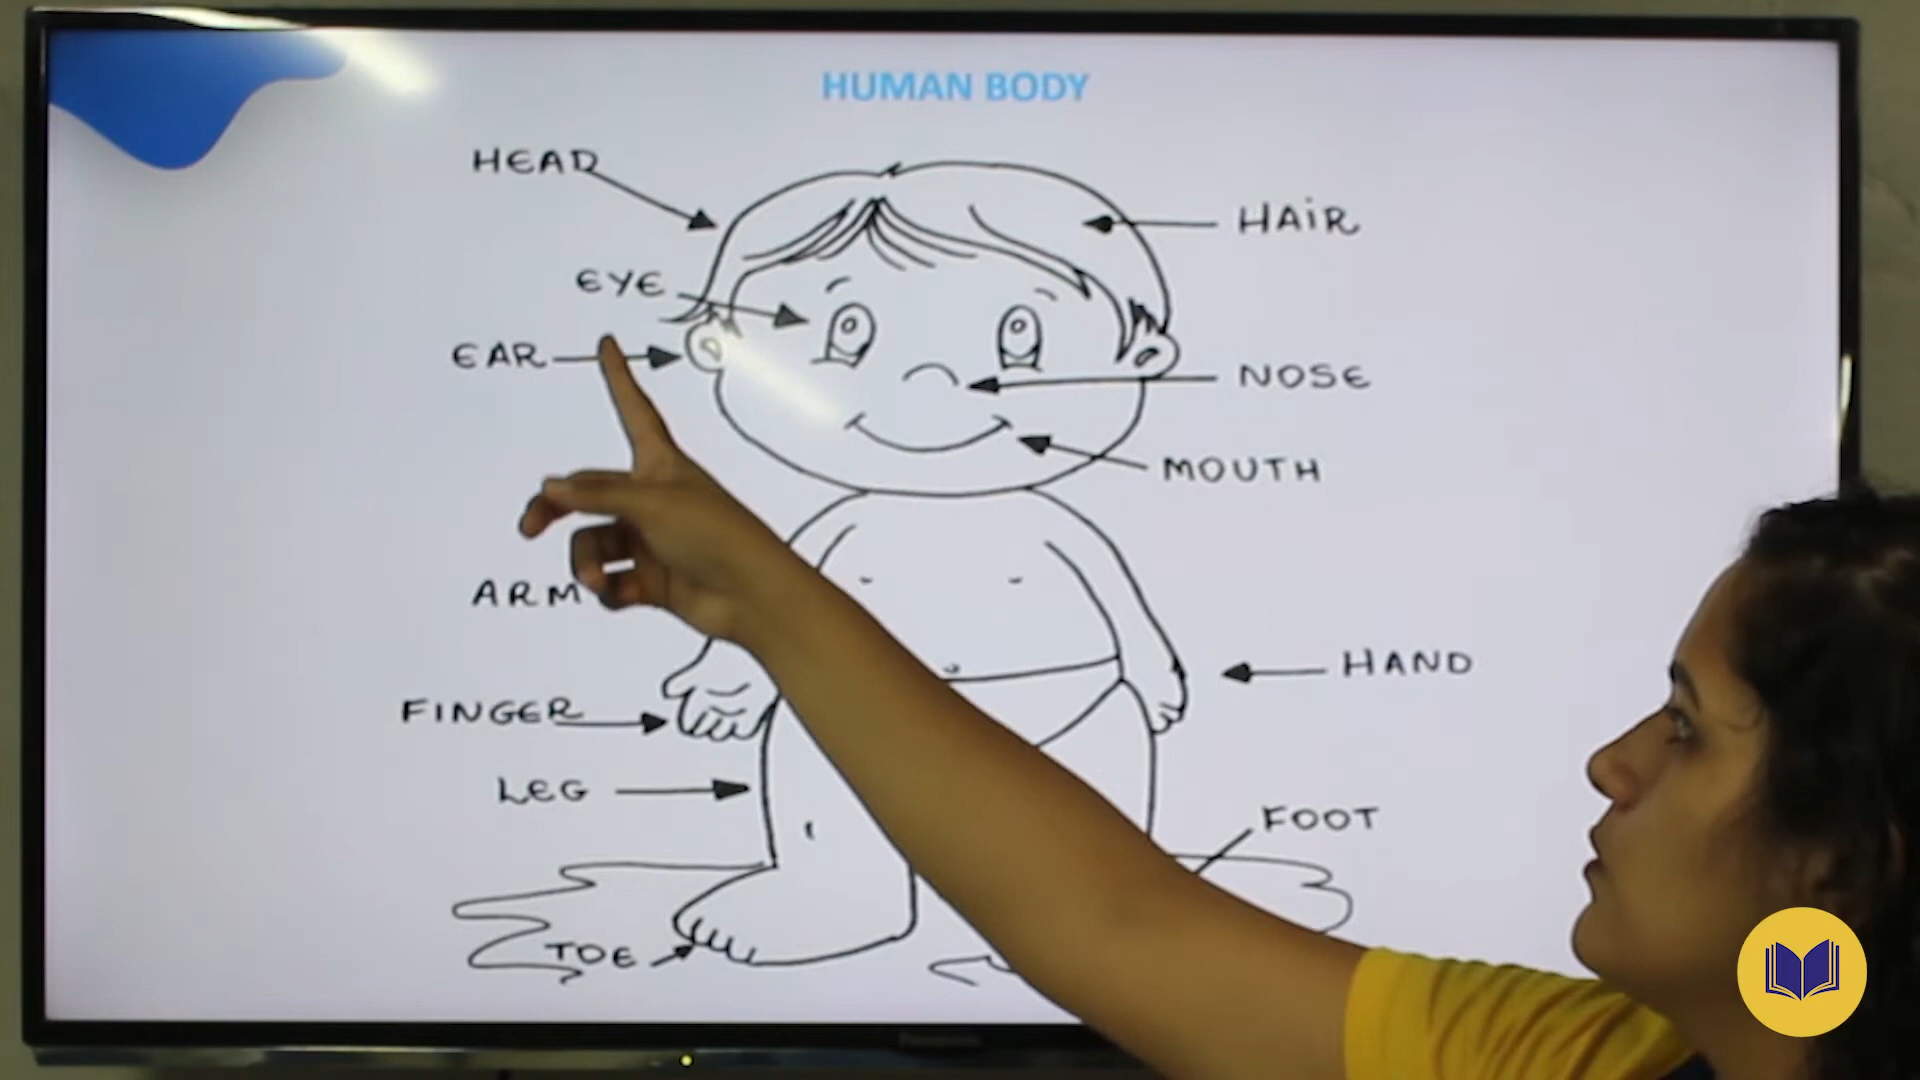 HUMAN BODY
HEAD
HAIR
EYE
EAR
NOSE
MOUTH
ARM
HAND
FINGER
LEG
FOOT
TOE